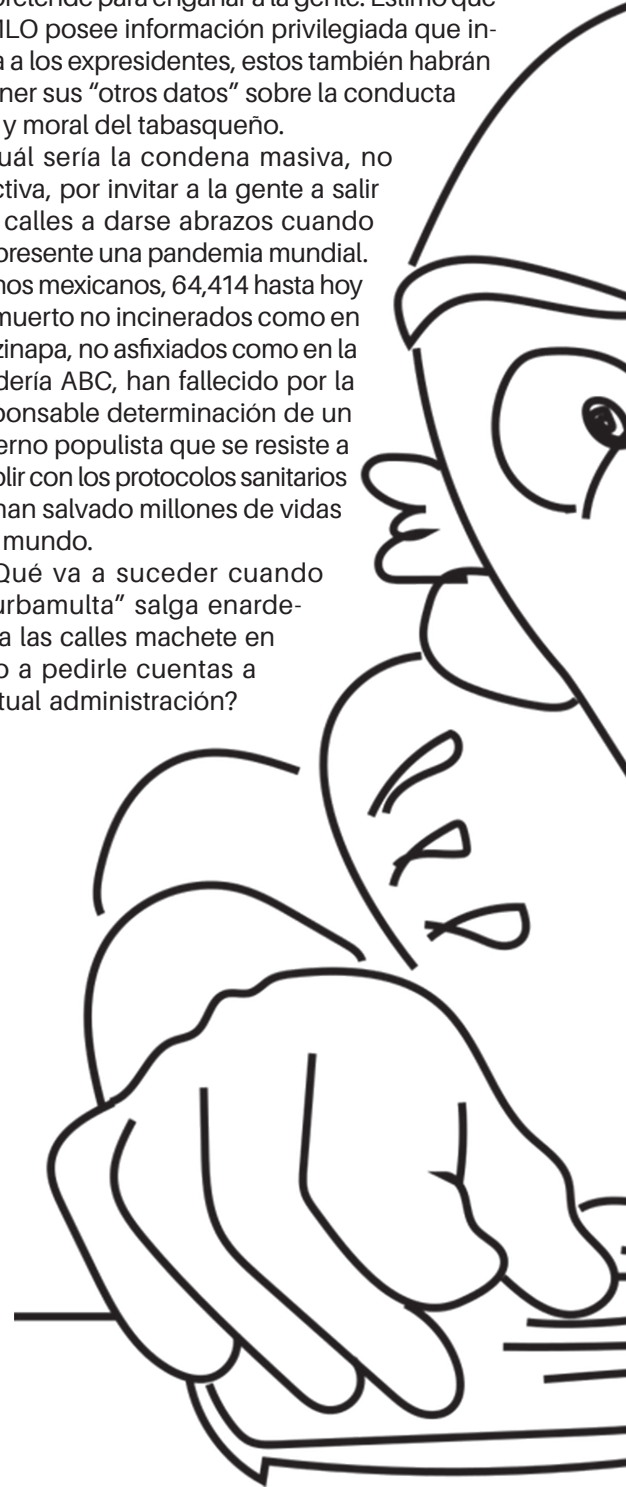 pretende para engañar a la gente. Estimo que
MLO posee información privilegiada que in-
a a los expresidentes, estos también habrán
ner sus “otros datos” sobre la conducta
y moral del tabasqueño.
uál sería la condena masiva, no
ctiva, por invitar a la gente a salir
calles a darse abrazos cuando
presente una pandemia mundial.
nos mexicanos, 64,414 hasta hoy
muerto no incinerados como en
zinapa, no asfixiados como en la
dería ABC, han fallecido por la
ponsable determinación de un
erno populista que se resiste a
plir con los protocolos sanitarios
han salvado millones de vidas
mundo.
Qué va a suceder cuando
urbamulta” salga enarde-
a las calles machete en
o a pedirle cuentas a
tual administración?